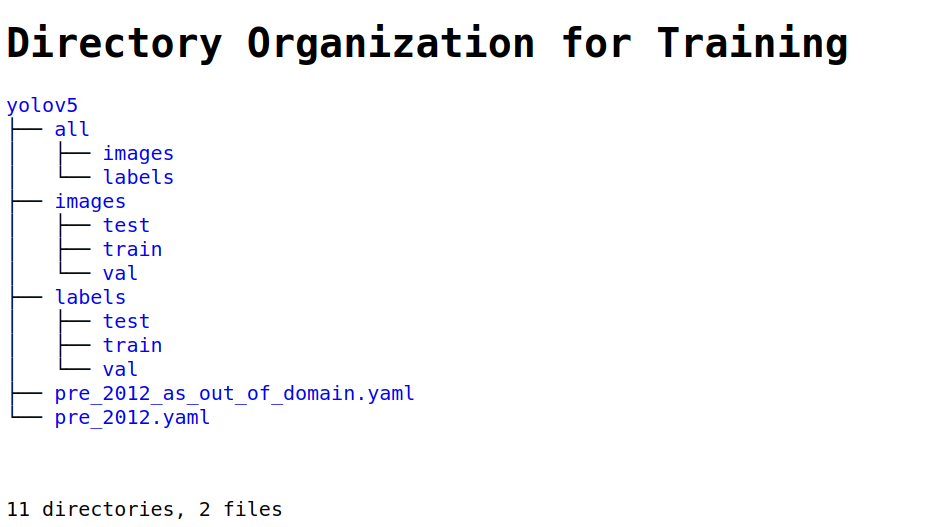 Directory Organization for Training
yolov5
├── all
│   ├── images
│   └── labels
├── images
│   ├── test
│   ├── train
│   └── val
├── labels
│   ├── test
│   ├── train
│   └── val
├── pre_2012_as_out_of_domain.yaml
└── pre_2012.yaml
11 directories, 2 files